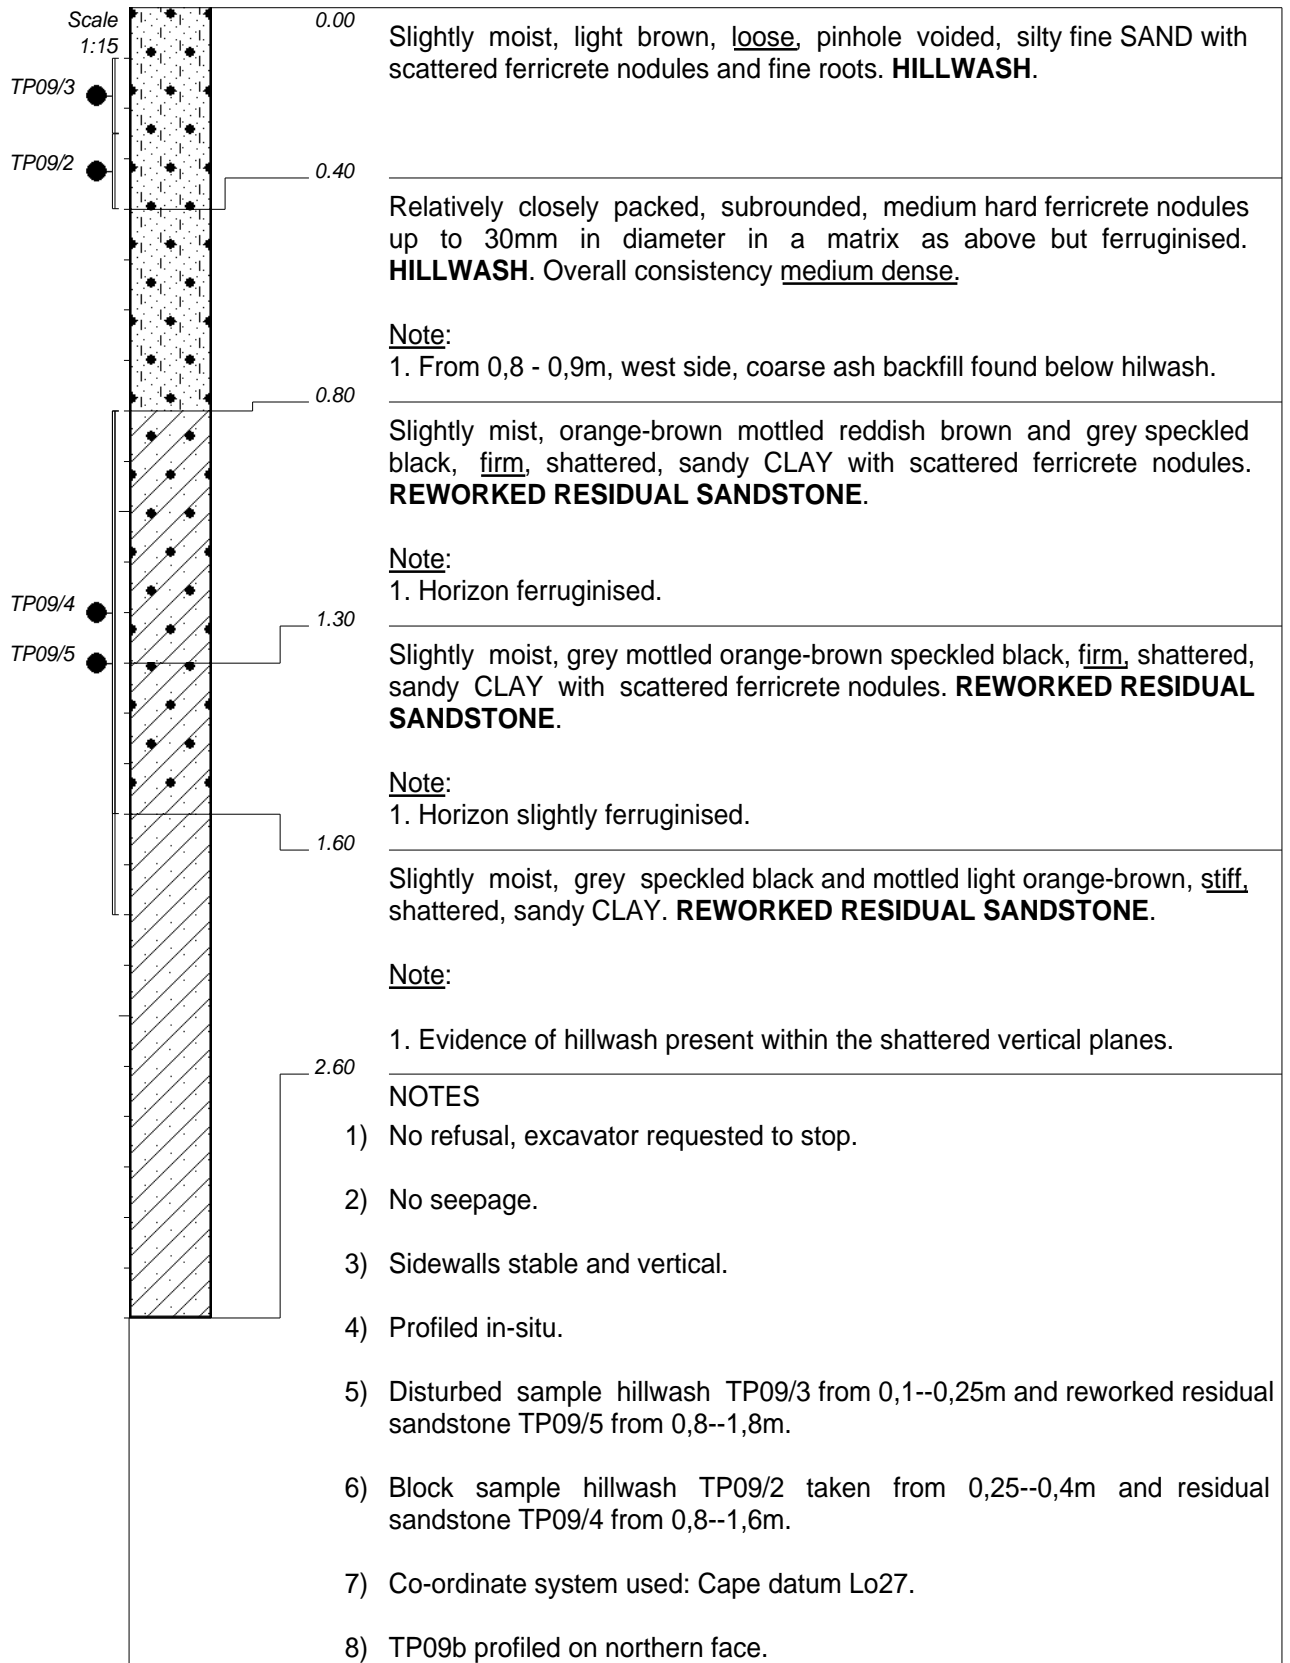 Scale
1:15
0.00
Slightly moist, light brown, loose, pinhole voided, silty fine SAND with
scattered ferricrete nodules and fine roots. HILLWASH.
TP09/3
TP09/2
0.40
Relatively closely packed, subrounded, medium hard ferricrete nodules
up to 30mm in diameter in a matrix as above but ferruginised.
HILLWASH. Overall consistency medium dense.
Note:
1. From 0,8 - 0,9m, west side, coarse ash backfill found below hilwash.
0.80
Slightly mist, orange-brown mottled reddish brown and grey speckled
black, firm, shattered, sandy CLAY with scattered ferricrete nodules.
REWORKED RESIDUAL SANDSTONE.
Note:
1. Horizon ferruginised.
TP09/4
1.30
TP09/5
Slightly moist, grey mottled orange-brown speckled black, firm, shattered,
sandy CLAY with scattered ferricrete nodules. REWORKED RESIDUAL
SANDSTONE.
Note:
1. Horizon slightly ferruginised.
1.60
Slightly moist, grey speckled black and mottled light orange-brown, stiff,
shattered, sandy CLAY. REWORKED RESIDUAL SANDSTONE.
Note:
1. Evidence of hillwash present within the shattered vertical planes.
2.60
NOTES
1) No refusal, excavator requested to stop.
2) No seepage.
3) Sidewalls stable and vertical.
4) Profiled in-situ.
5) Disturbed sample hillwash TP09/3 from 0,1--0,25m and reworked residual
sandstone TP09/5 from 0,8--1,8m.
6) Block sample hillwash TP09/2 taken from 0,25--0,4m and residual
sandstone TP09/4 from 0,8--1,6m.
7) Co-ordinate system used: Cape datum Lo27.
8) TP09b profiled on northern face.